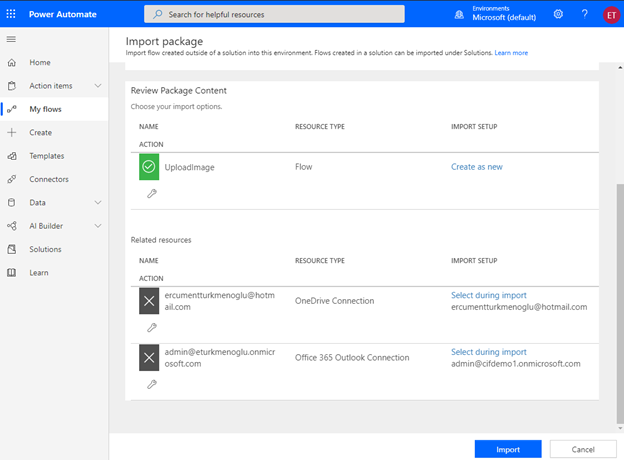 Power Automate
Search for helpful resources
Environments
Microsoft (default)
?
ET
Home
Action items
My flows
Create
Templates
Connectors
Data
AI Builder
Solutions
Learn
Import package
Import flow created outside of a solution into this environment. Flows created in a solution can be imported under Solutions. Learn more
Review Package Content
Choose your import options.
NAME RESOURCE TYPE IMPORT SETUP
ACTION
UploadImage Flow Create as new
Related resources
NAME RESOURCE TYPE IMPORT SETUP
ACTION
ercumentturkmenoglu@hotm
ail.com
OneDrive Connection
Select during import
ercumentturkmenoglu@hotmail.com
admin@eturkmenoglu.onmicr
osoft.com
Office 365 Outlook Connection
Select during import
admin@cifdemo1.onmicrosoft.com
Import Cancel